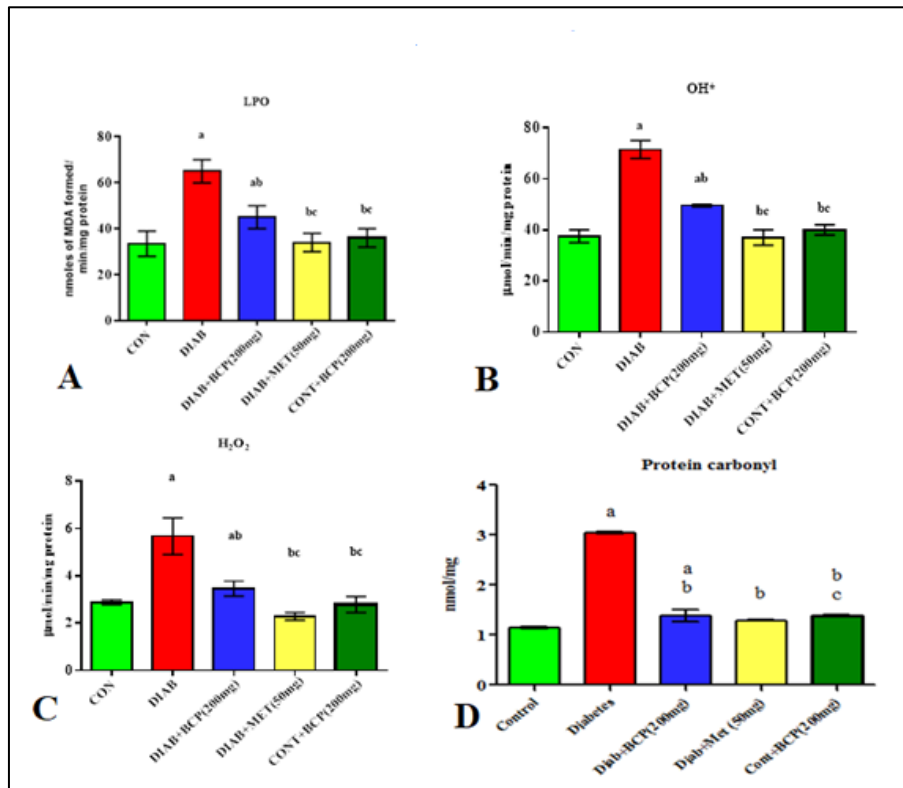 LPO
nmoles of MDA formed/
min/mg protein
80
60
40
20
0
a
ab
bc
bc
CON
DIAB
DIAB+BCP(200mg)
DIAB+MET(50mg)
CONT+BCP(200mg)
A
OH*
µmol/min/mg protein
80
60
40
20
0
a
ab
bc
bc
CON
DIAB
DIAB+BCP(200mg)
DIAB+MET(50mg)
CONT+BCP(200mg)
B
H₂O₂
µmol/min/mg protein
8
6
4
2
0
a
ab
bc
bc
CON
DIAB
DIAB+BCP(200mg)
DIAB+MET(50mg)
CONT+BCP(200mg)
C
Protein carbonyl
nmol/mg
4
3
2
1
0
a
a
b
b
b
c
Control
Diabetes
Diab+BCP(200mg)
Diab+Met (50mg)
Cont+BCP(200mg)
D